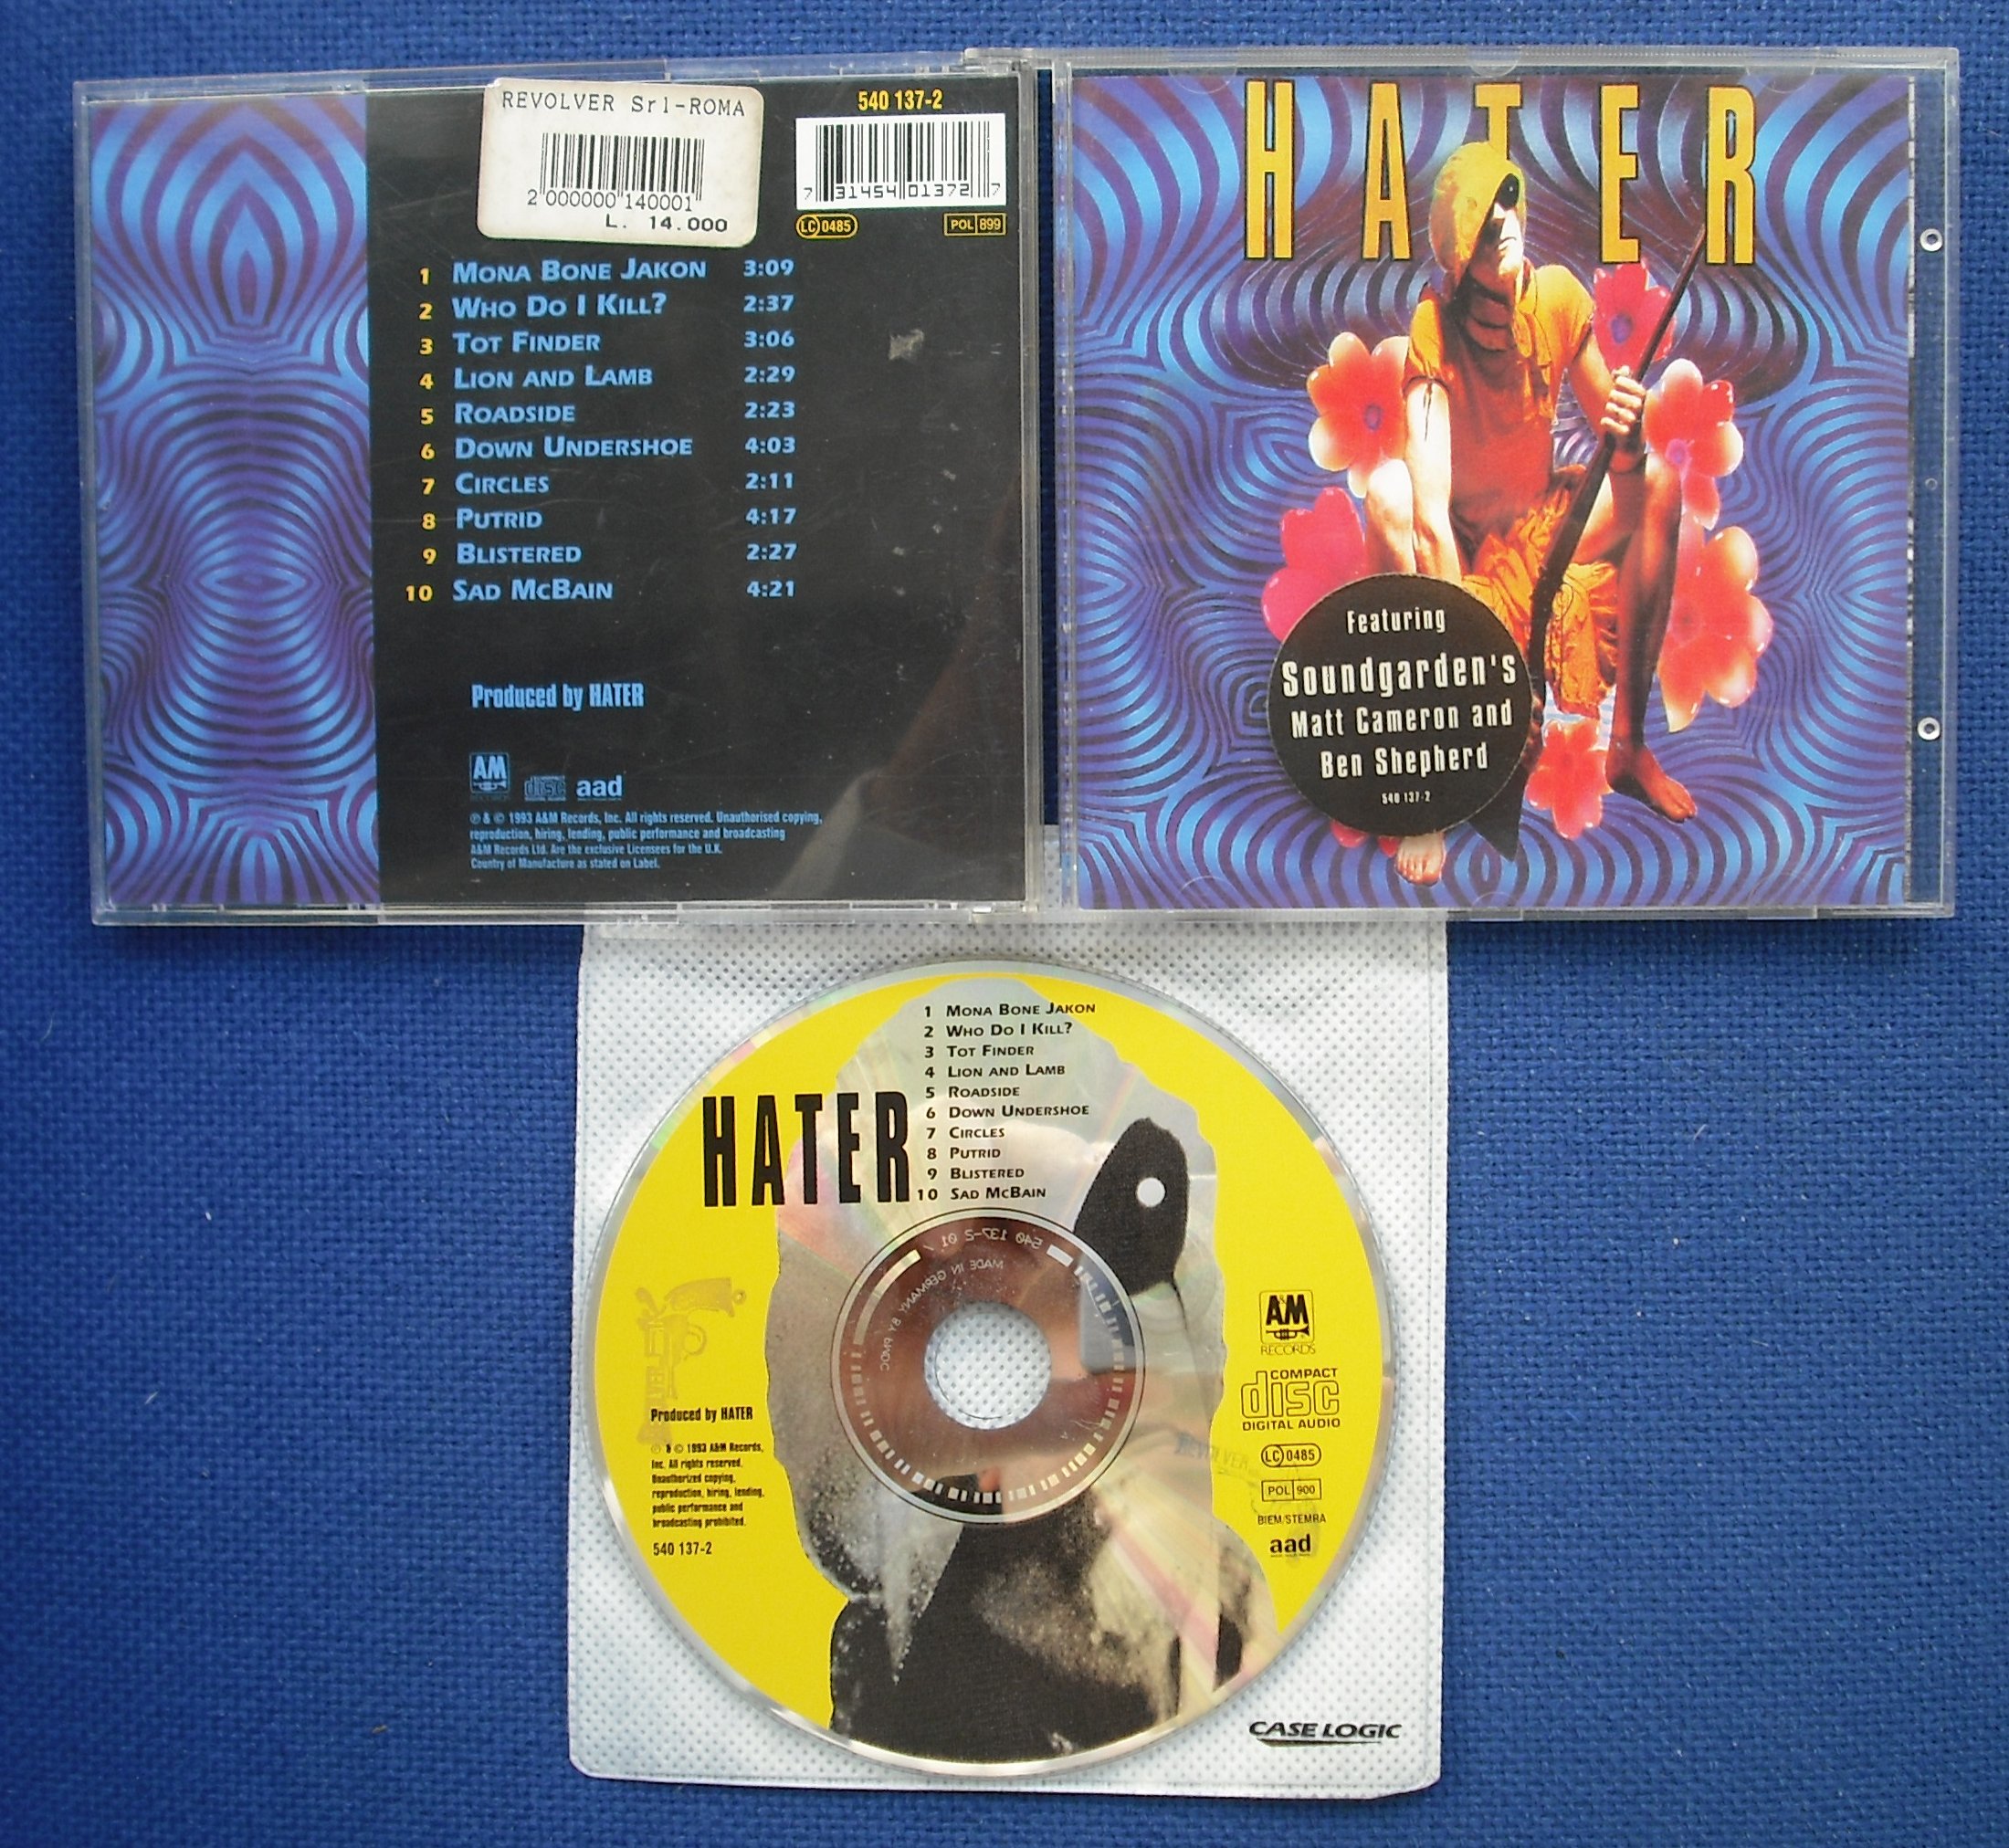 REVOLVER Srl-ROMA
2 000000 140001
L. 14.000
540 137-2
7 31454 01372 7
LC 0485
POL 899
1 MONA BONE JAKON 3:09
2 WHO DO I KILL? 2:37
3 TOT FINDER 3:06
4 LION AND LAMB 2:29
5 ROADSIDE 2:23
6 DOWN UNDERSHOE 4:03
7 CIRCLES 2:11
8 PUTRID 4:17
9 BLISTERED 2:27
10 SAD MCBAIN 4:21
Produced by HATER
A&M
COMPACT disc DIGITAL AUDIO aad
℗ & © 1993 A&M Records, Inc. All rights reserved. Unauthorised copying,
reproduction, hiring, lending, public performance and broadcasting
A&M Records Ltd. Are the exclusive Licensees for the U.K.
Country of Manufacture as stated on Label.
HATER
Featuring
Soundgarden's
Matt Cameron and
Ben Shepherd
540 137-2
1 MONA BONE JAKON
2 WHO DO I KILL?
3 TOT FINDER
4 LION AND LAMB
5 ROADSIDE
6 DOWN UNDERSHOE
7 CIRCLES
8 PUTRID
9 BLISTERED
10 SAD MCBAIN
HATER
540 137-2 01 /
MADE IN GERMANY BY PMDC
Produced by HATER
℗ & © 1993 A&M Records,
Inc. All rights reserved.
Unauthorized copying,
reproduction, hiring, lending,
public performance and
broadcasting prohibited.
540 137-2
A&M
RECORDS
COMPACT
disc
DIGITAL AUDIO
REVOLVER
LC 0485
POL 900
BIEM/STEMRA
aad
CASE LOGIC